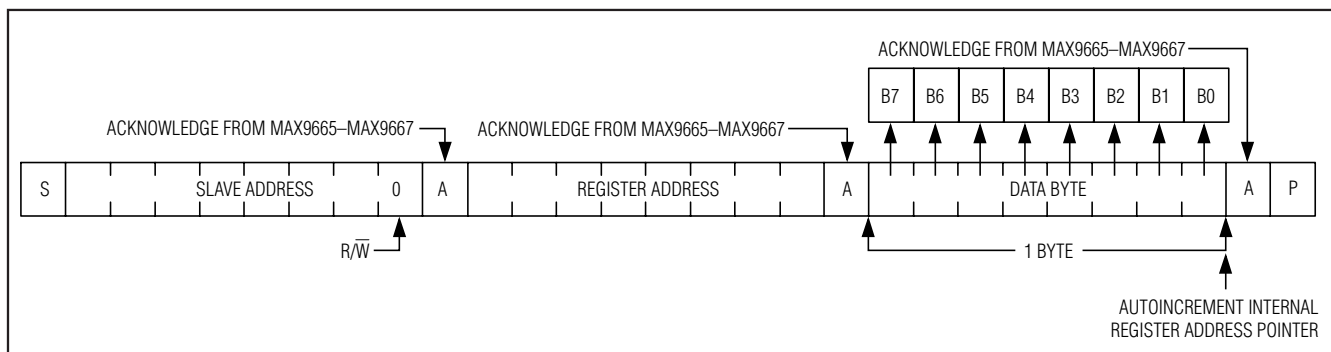 ACKNOWLEDGE FROM MAX9665–MAX9667
B7 B6 B5 B4 B3 B2 B1 B0
ACKNOWLEDGE FROM MAX9665–MAX9667
ACKNOWLEDGE FROM MAX9665–MAX9667
S SLAVE ADDRESS 0 A REGISTER ADDRESS A DATA BYTE A P
R/W̅
1 BYTE
AUTOINCREMENT INTERNAL
REGISTER ADDRESS POINTER